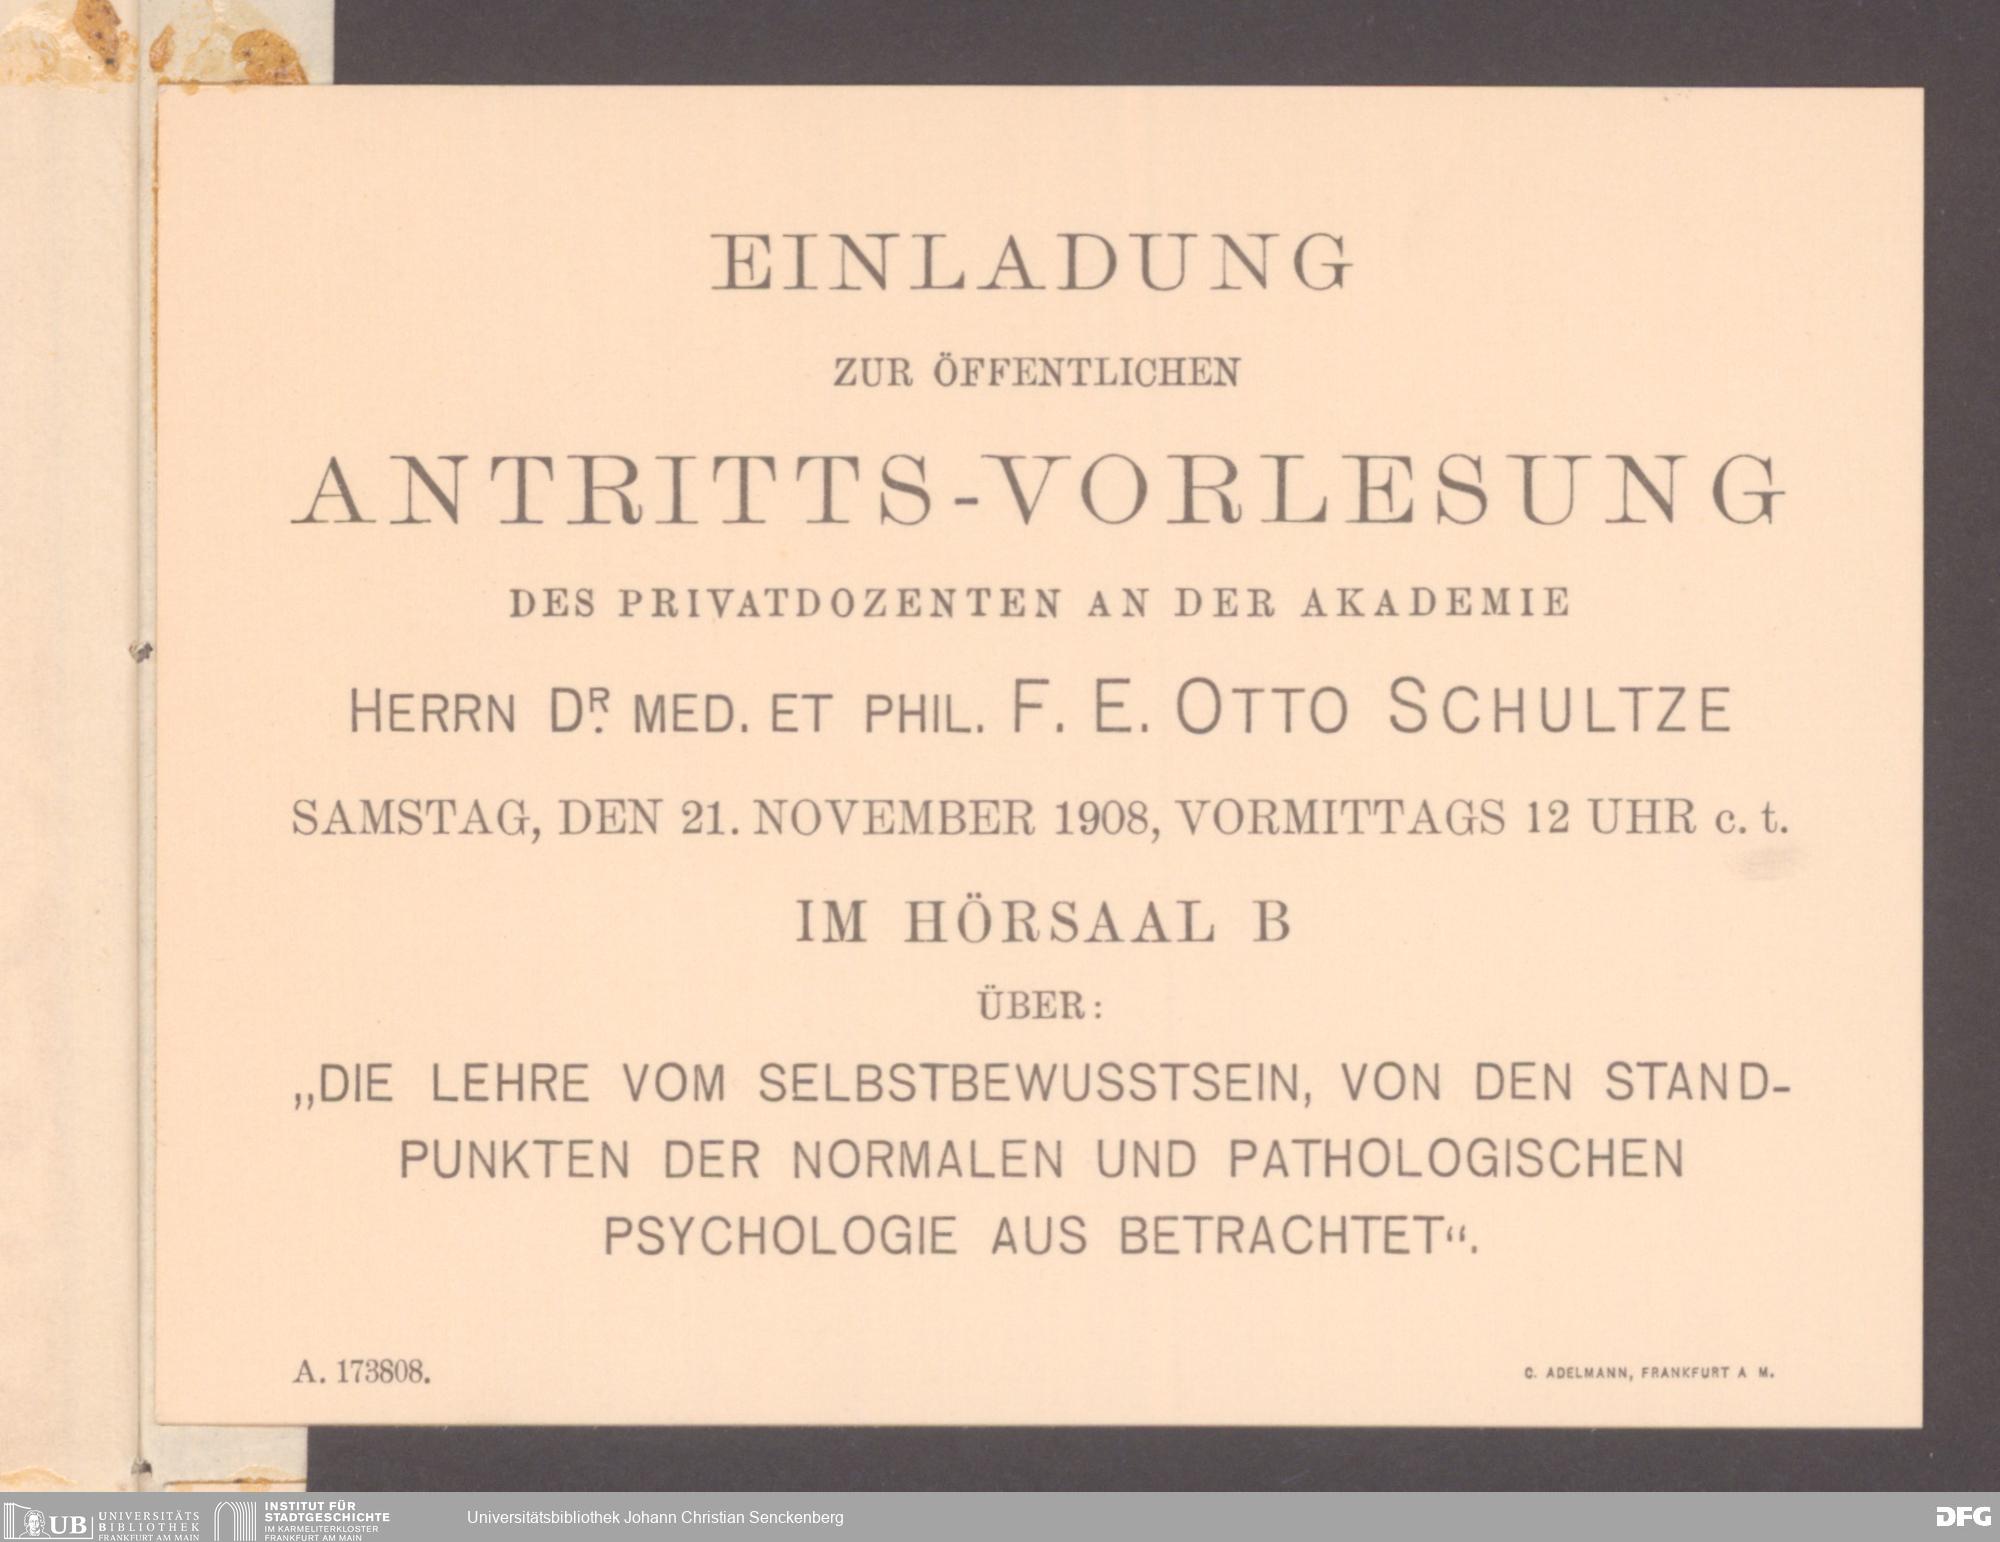 EINLADUNG
ZUR ÖFFENTLICHEN
ANTRITTS-VORLESUNG
DES PRIVATDOZENTEN AN DER AKADEMIE
HERRN DR. MED. ET PHIL. F. E. OTTO SCHULTZE
SAMSTAG, DEN 21. NOVEMBER 1908, VORMITTAGS 12 UHR c. t.
IM HÖRSAAL B
ÜBER:
„DIE LEHRE VOM SELBSTBEWUSSTSEIN, VON DEN STAND-
PUNKTEN DER NORMALEN UND PATHOLOGISCHEN
PSYCHOLOGIE AUS BETRACHTET“.
A. 173808.
C. ADELMANN, FRANKFURT A M.
UB
UNIVERSITÄTS
BIBLIOTHEK
FRANKFURT AM MAIN
INSTITUT FÜR
STADTGESCHICHTE
IM KARMELITERKLOSTER
FRANKFURT AM MAIN
Universitätsbibliothek Johann Christian Senckenberg
DFG